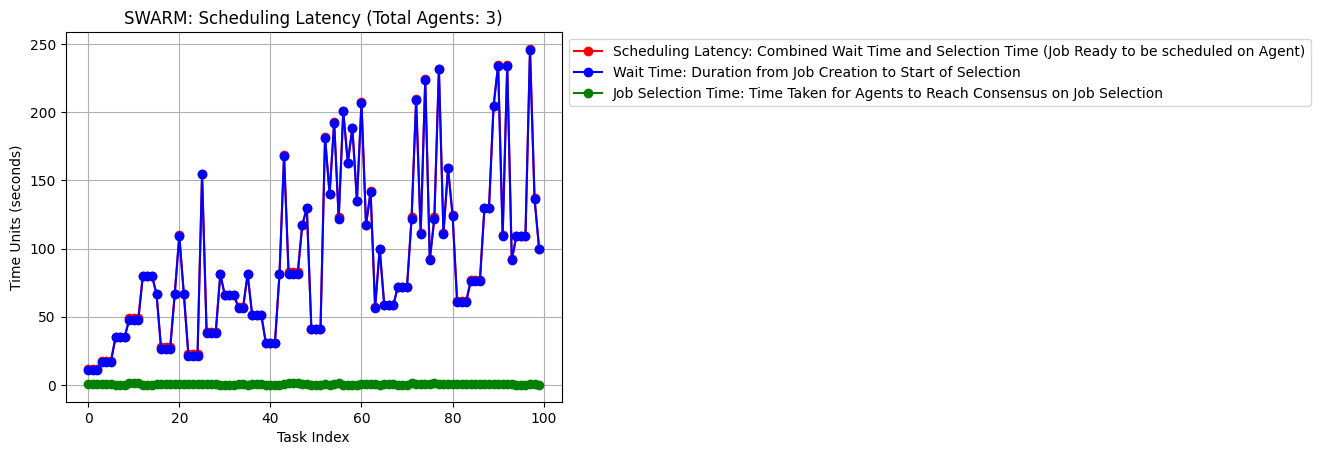 SWARM: Scheduling Latency (Total Agents: 3)
Scheduling Latency: Combined Wait Time and Selection Time (Job Ready to be scheduled on Agent)
Wait Time: Duration from Job Creation to Start of Selection
Job Selection Time: Time Taken for Agents to Reach Consensus on Job Selection
Time Units (seconds)
250
200
150
100
50
0
0 20 40 60 80 100
Task Index